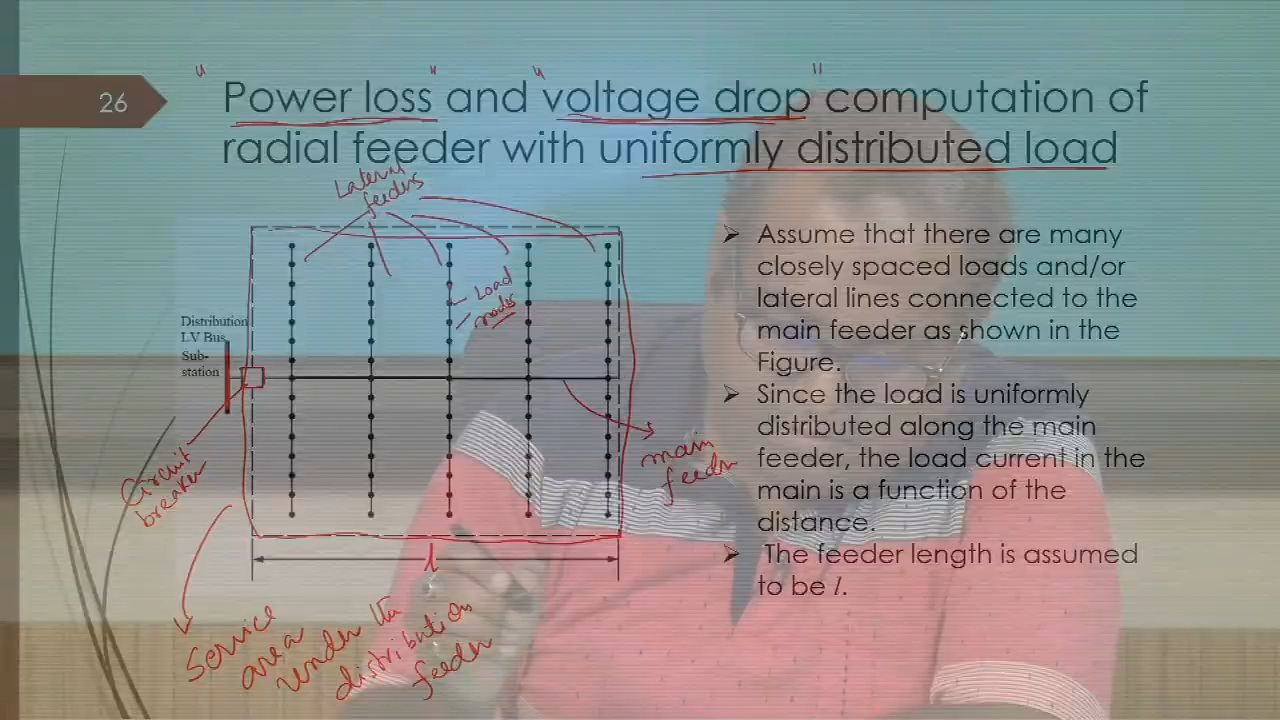 26
Power loss and voltage drop computation of
radial feeder with uniformly distributed load
Lateral
feeders
Load
nodes
Distribution
LV Bus
Sub-
station
Circuit
breaker
main
feeder
l
Service
area
under the
distribution
feeder
➢ Assume that there are many
closely spaced loads and/or
lateral lines connected to the
main feeder as shown in the
Figure.
➢ Since the load is uniformly
distributed along the main
feeder, the load current in the
main is a function of the
distance.
➢ The feeder length is assumed
to be l.